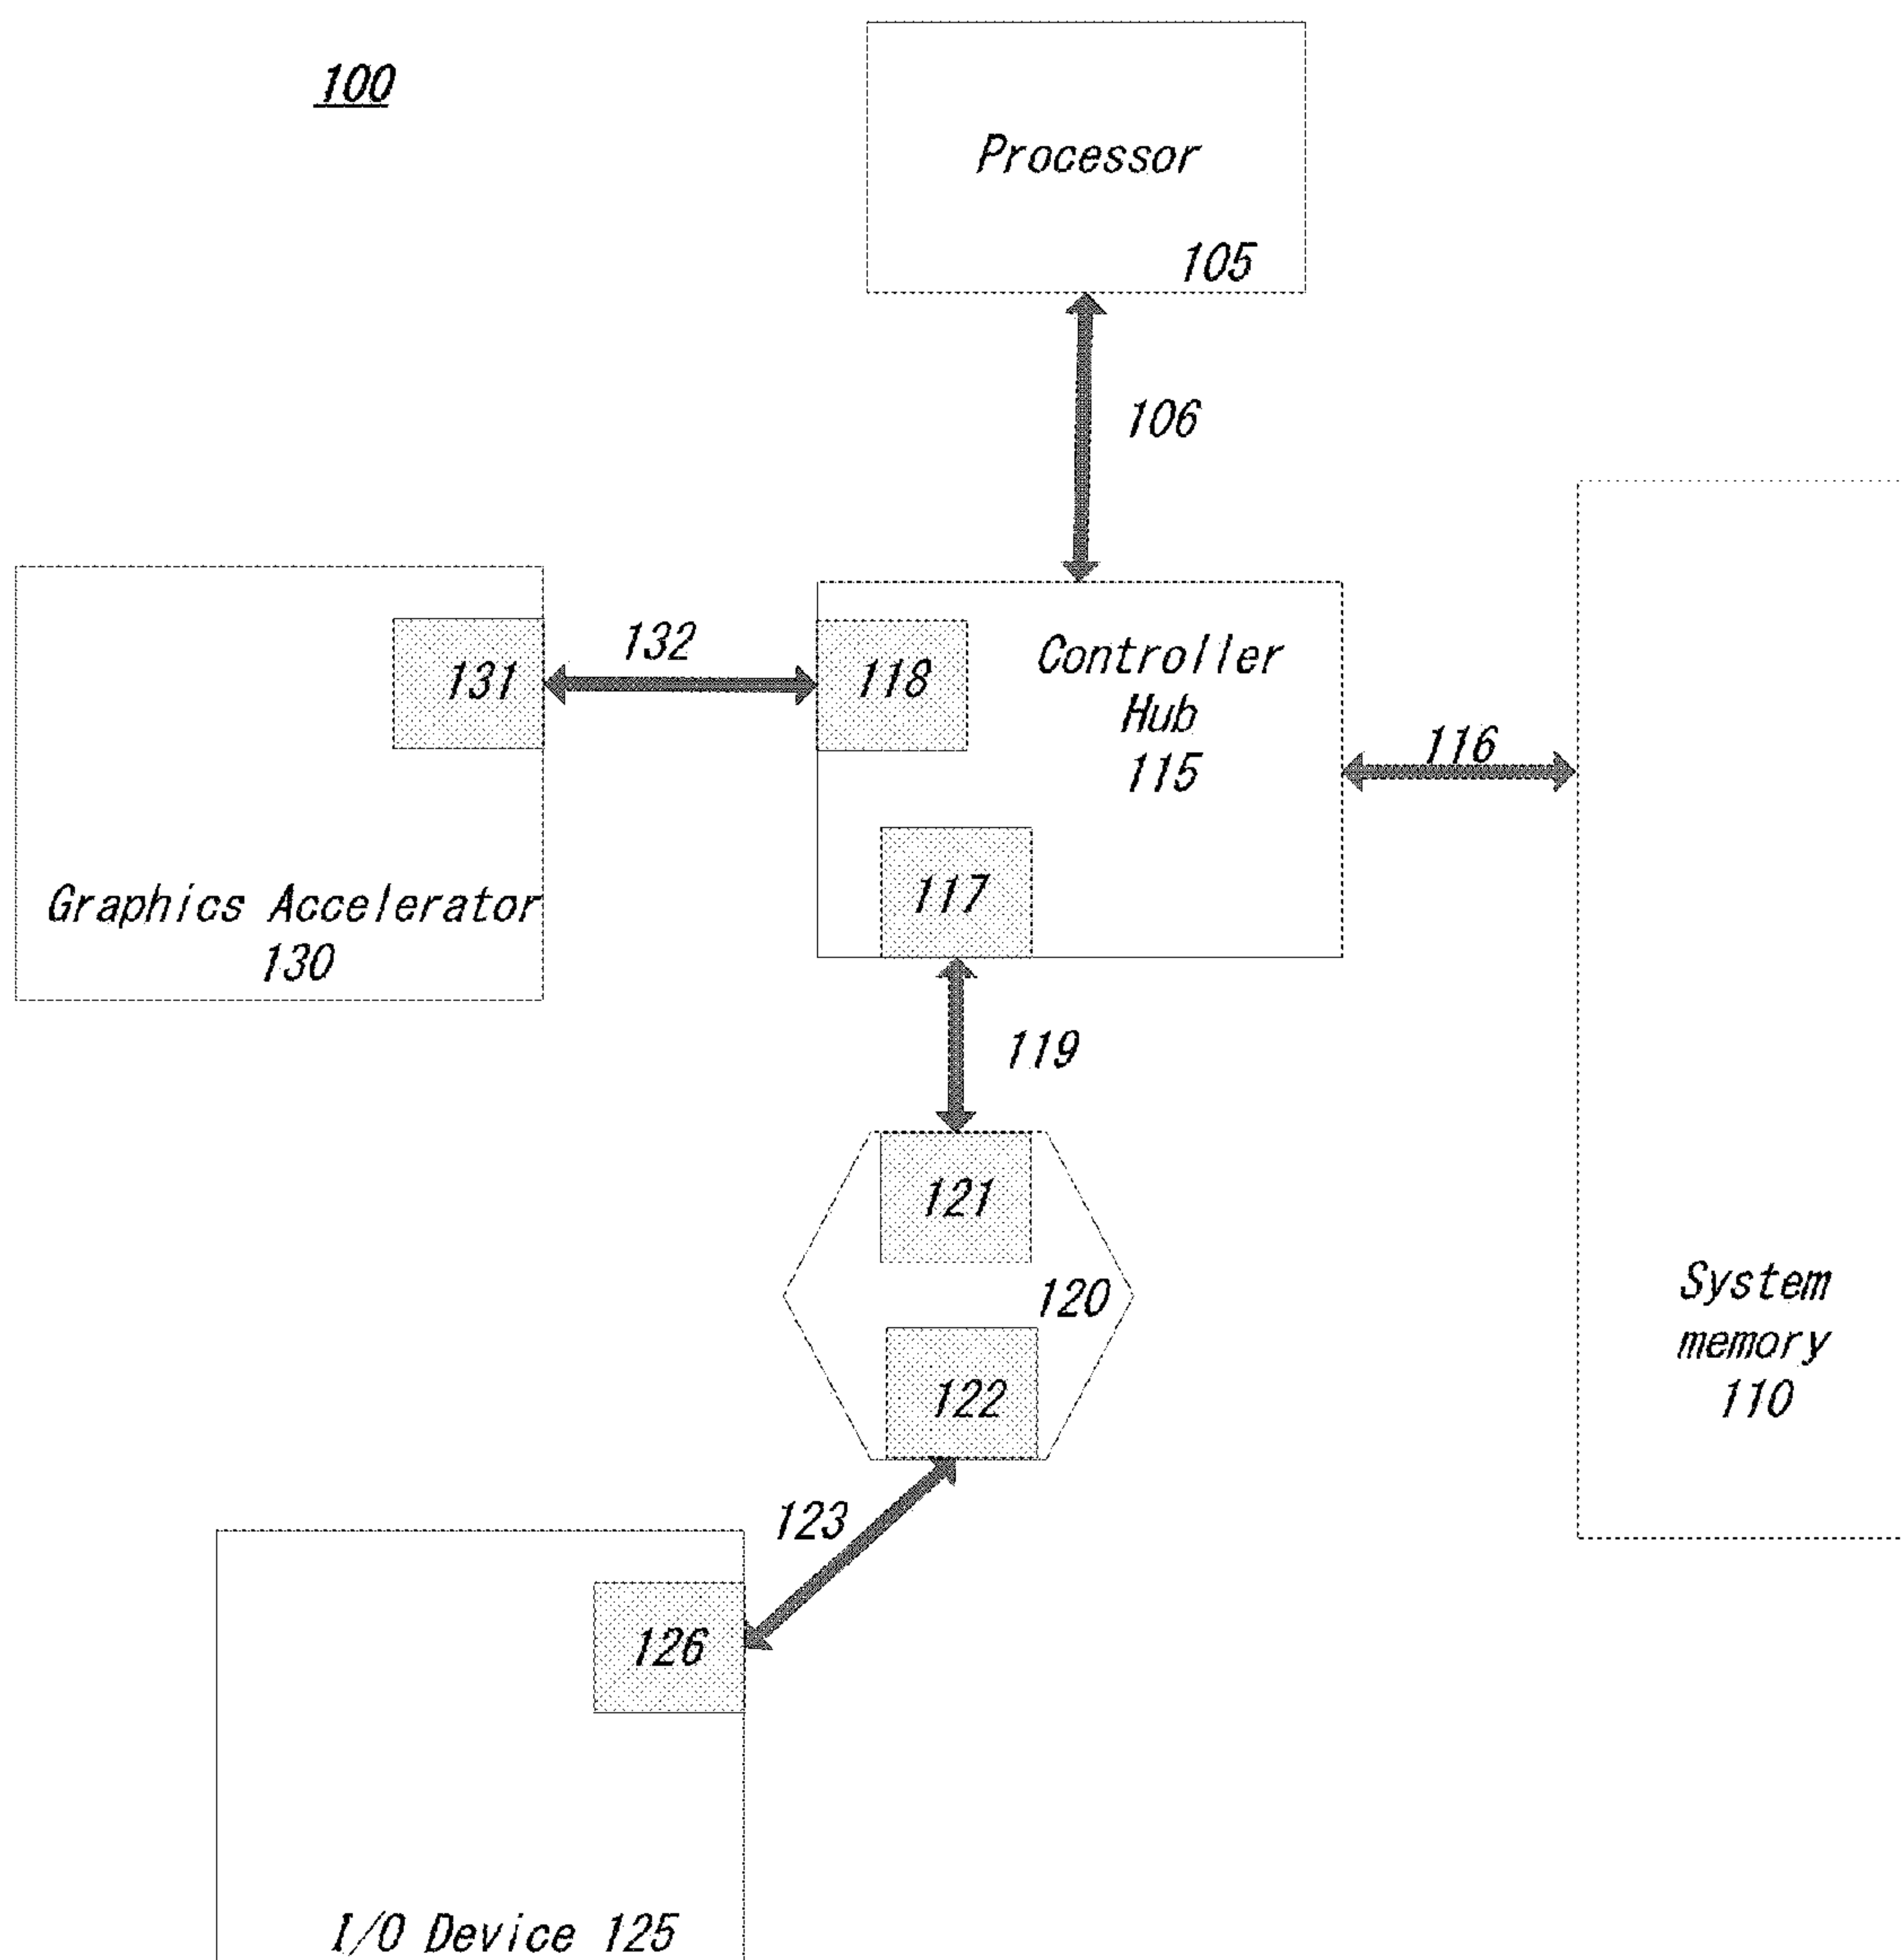 100
Processor
105
106
132
131
118
Controller
Hub
115
116
117
Graphics Accelerator
130
119
121
120
122
System
memory
110
123
126
I/O Device 125